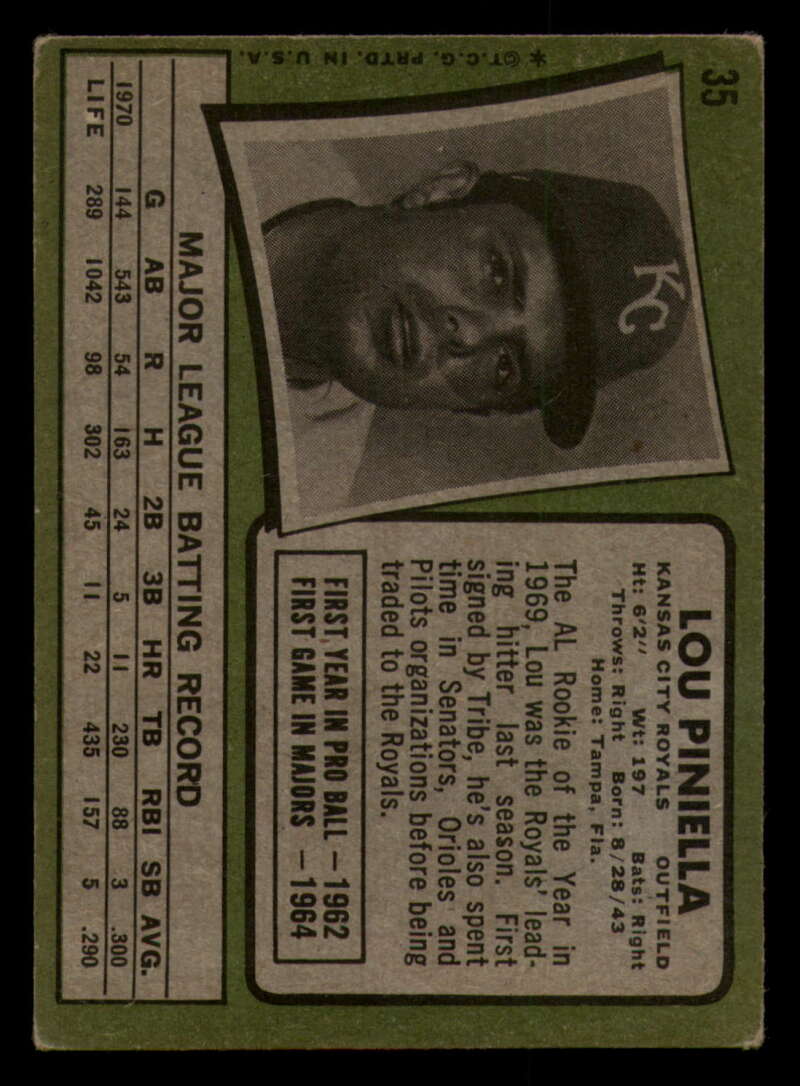 35
✶©T.C.G. PRTD. IN U.S.A.
KC
LOU PINIELLA
KANSAS CITY ROYALS OUTFIELD
Ht: 6'2" Wt: 197 Bats: Right
Throws: Right Born: 8/28/43
Home: Tampa, Fla.
The AL Rookie of the Year in
1969, Lou was the Royals' lead-
ing hitter last season. First
signed by Tribe, he's also spent
time in Senators, Orioles and
Pilots organizations before being
traded to the Royals.
FIRST YEAR IN PRO BALL — 1962
FIRST GAME IN MAJORS — 1964
MAJOR LEAGUE BATTING RECORD
G AB R H 2B 3B HR TB RBI SB AVG.
1970 144 543 54 163 24 5 11 230 88 3 .300
LIFE 289 1042 98 302 45 11 22 435 157 5 .290